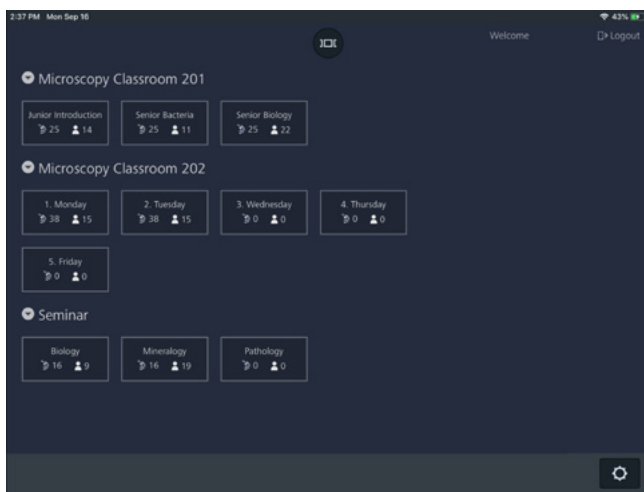 2:37 PM Mon Sep 16
43%
Welcome
Logout
Microscopy Classroom 201
Junior Introduction
25 14
Senior Bacteria
25 11
Senior Biology
25 22
Microscopy Classroom 202
1. Monday
38 15
2. Tuesday
38 15
3. Wednesday
0 0
4. Thursday
0 0
5. Friday
0 0
Seminar
Biology
16 9
Mineralogy
16 19
Pathology
0 0